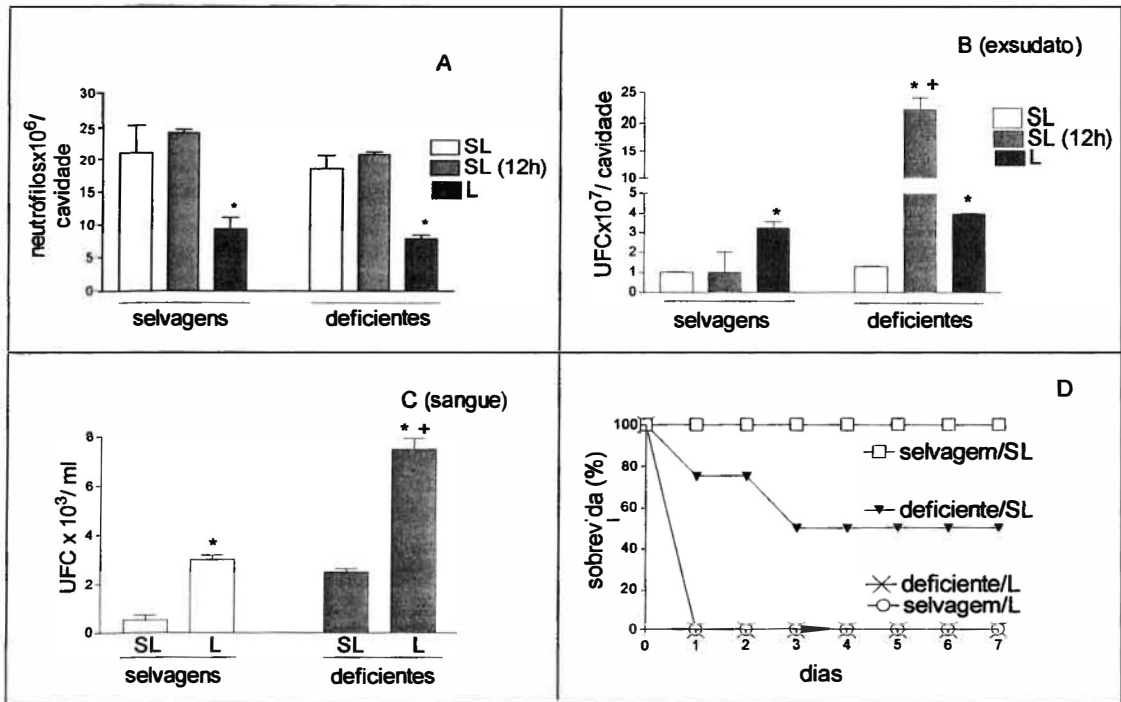 A
neutrófilosx10⁶/
cavidade
30
25
20
15
10
5
0
*
*
SL
SL (12h)
L
selvagens
deficientes
B (exsudato)
UFCx10⁷/ cavidade
25
20
15
10
5
4
3
2
1
0
*
* +
*
SL
SL (12h)
L
selvagens
deficientes
C (sangue)
UFC x 10³/ ml
8
6
4
2
0
*
* +
SL L SL L
selvagens
deficientes
D
sobrev'da (%)
100
80
60
40
20
0
selvagem/SL
deficiente/SL
deficiente/L
selvagem/L
0 1 2 3 4 5 6 7
dias